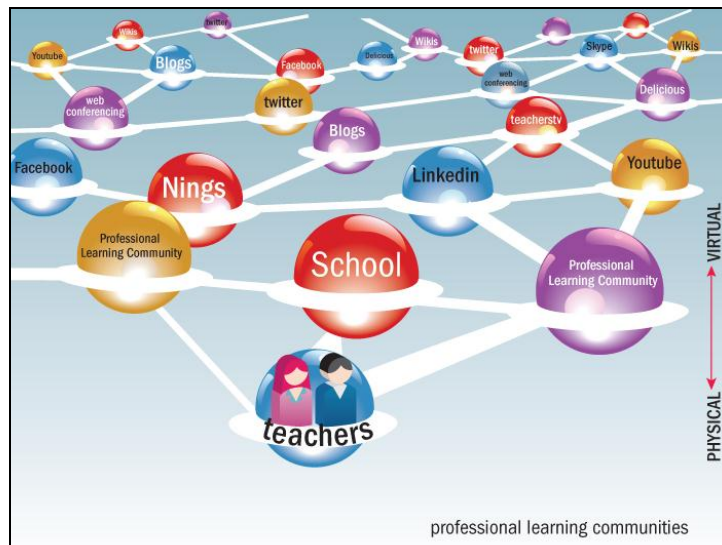 twitter
Wikis
Youtube
Blogs
Facebook
Delicious
Wikis
twitter
Skype
Wikis
web
conferencing
twitter
web
conferencing
Delicious
Blogs
teacherstv
Facebook
Nings
Linkedin
Youtube
Professional
Learning Community
School
Professional
Learning Community
teachers
VIRTUAL
PHYSICAL
professional learning communities